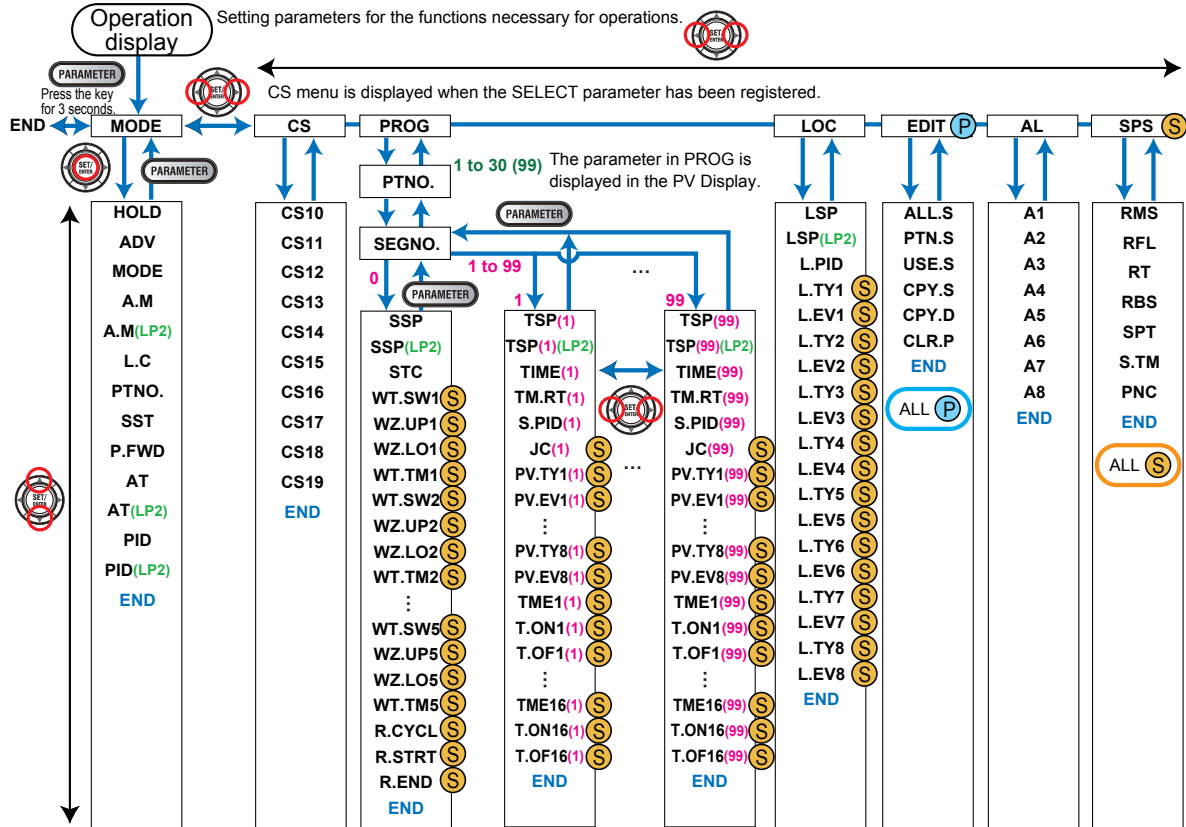 Operation
display
Setting parameters for the functions necessary for operations.
SET/
ENTER
PARAMETER
Press the key
for 3 seconds.
SET/
ENTER
CS menu is displayed when the SELECT parameter has been registered.
END
MODE
CS
PROG
LOC
EDIT P
AL
SPS S
SET/
ENTER
PARAMETER
PTNO.
1 to 30 (99)
The parameter in PROG is
displayed in the PV Display.
SEGNO.
PARAMETER
0
1 to 99
...
PARAMETER
1
99
SET/
ENTER
HOLD
ADV
MODE
A.M
A.M(LP2)
L.C
PTNO.
SST
P.FWD
AT
AT(LP2)
PID
PID(LP2)
END
CS10
CS11
CS12
CS13
CS14
CS15
CS16
CS17
CS18
CS19
END
SSP
SSP(LP2)
STC
WT.SW1 S
WZ.UP1 S
WZ.LO1 S
WT.TM1 S
WT.SW2 S
WZ.UP2 S
WZ.LO2 S
WT.TM2 S
⋮
WT.SW5 S
WZ.UP5 S
WZ.LO5 S
WT.TM5 S
R.CYCL S
R.STRT S
R.END S
END
TSP(1)
TSP(1)(LP2)
TIME(1)
TM.RT(1)
S.PID(1)
JC(1) S
PV.TY1(1) S
PV.EV1(1) S
⋮
PV.TY8(1) S
PV.EV8(1) S
TME1(1) S
T.ON1(1) S
T.OF1(1) S
⋮
TME16(1) S
T.ON16(1) S
T.OF16(1) S
END
SET/
ENTER
...
TSP(99)
TSP(99)(LP2)
TIME(99)
TM.RT(99)
S.PID(99)
JC(99) S
PV.TY1(99) S
PV.EV1(99) S
⋮
PV.TY8(99) S
PV.EV8(99) S
TME1(99) S
T.ON1(99) S
T.OF1(99) S
⋮
TME16(99) S
T.ON16(99) S
T.OF16(99) S
END
LSP
LSP(LP2)
L.PID
L.TY1 S
L.EV1 S
L.TY2 S
L.EV2 S
L.TY3 S
L.EV3 S
L.TY4 S
L.EV4 S
L.TY5 S
L.EV5 S
L.TY6 S
L.EV6 S
L.TY7 S
L.EV7 S
L.TY8 S
L.EV8 S
END
ALL.S
PTN.S
USE.S
CPY.S
CPY.D
CLR.P
END
ALL P
A1
A2
A3
A4
A5
A6
A7
A8
END
RMS
RFL
RT
RBS
SPT
S.TM
PNC
END
ALL S